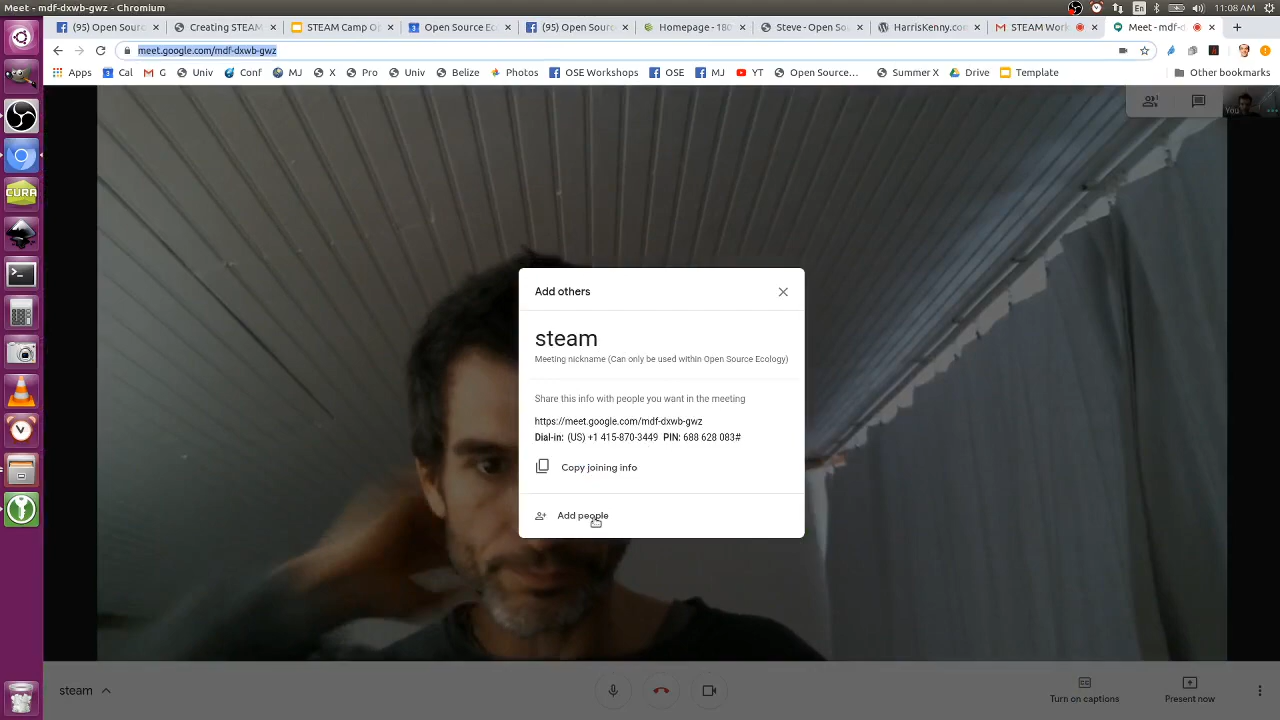 Meet - mdf-dxwb-gwz - Chromium
En
11:08 AM
(95) Open Sourc
Creating STEAM
STEAM Camp
Open Source Ec
(95) Open Sourc
Homepage - 18C
Steve - Open So
HarrisKenny.com
STEAM Wor
Meet - mdf-d
meet.google.com/mdf-dxwb-gwz
Apps
Cal
G
Univ
Conf
MJ
X
Pro
Univ
Belize
Photos
OSE Workshops
OSE
MJ
YT
Open Source...
Summer X
Drive
Template
Other bookmarks
CURA
You
Add others
steam
Meeting nickname (Can only be used within Open Source Ecology)
Share this info with people you want in the meeting
https://meet.google.com/mdf-dxwb-gwz
Dial-in: (US) +1 415-870-3449 PIN: 688 628 083#
Copy joining info
Add people
steam
Turn on captions
Present now